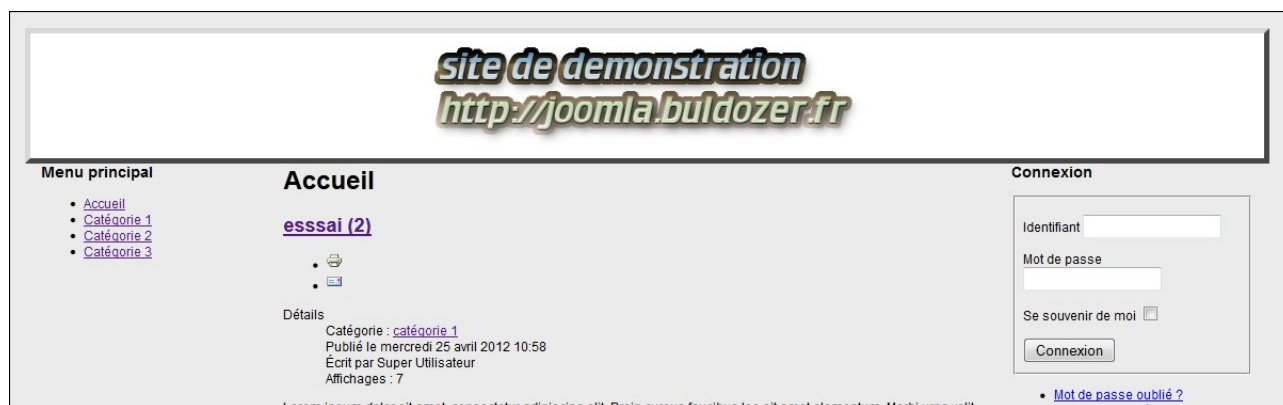 site de demonstration
http://joomla.buldozer.fr
Menu principal
Accueil
Catégorie 1
Catégorie 2
Catégorie 3
Accueil
esssai (2)
Détails
Catégorie : catégorie 1
Publié le mercredi 25 avril 2012 10:58
Écrit par Super Utilisateur
Affichages : 7
Connexion
Identifiant
Mot de passe
Se souvenir de moi
Connexion
Mot de passe oublié ?